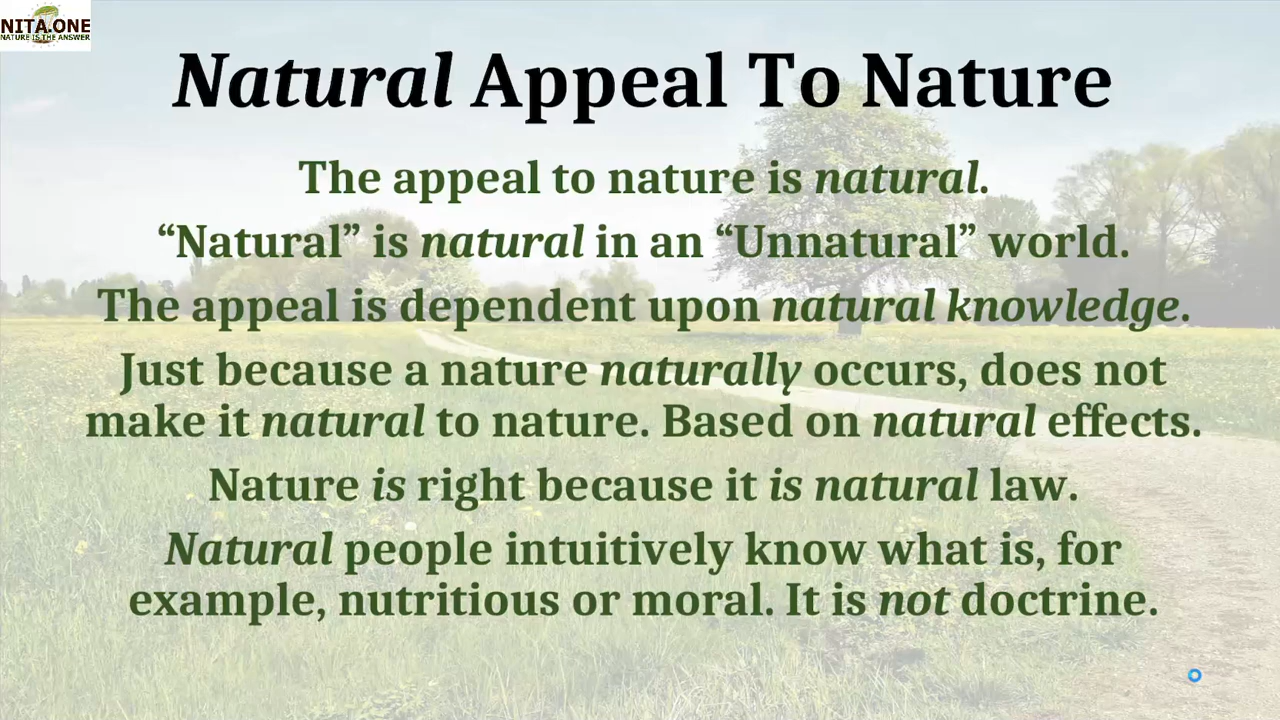 NITA.ONE
NATURE IS THE ANSWER
Natural Appeal To Nature
The appeal to nature is natural.
“Natural” is natural in an “Unnatural” world.
The appeal is dependent upon natural knowledge.
Just because a nature naturally occurs, does not
make it natural to nature. Based on natural effects.
Nature is right because it is natural law.
Natural people intuitively know what is, for
example, nutritious or moral. It is not doctrine.